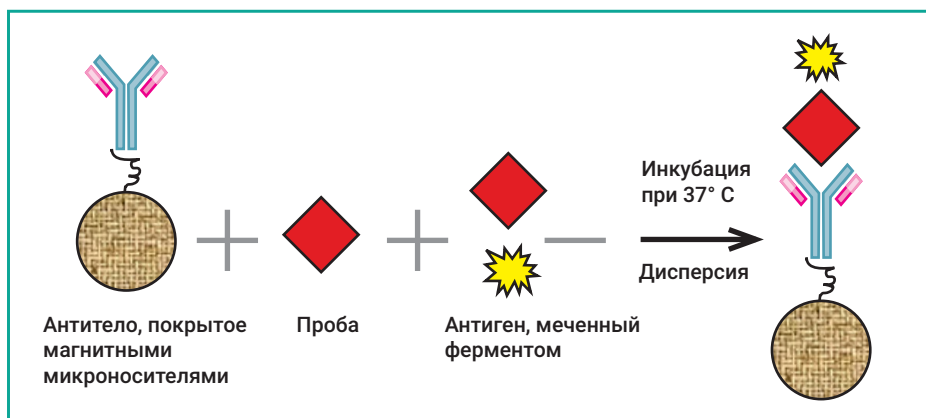 Инкубация
при 37° C
Дисперсия
Антитело, покрытое
магнитными
микроносителями
Проба
Антиген, меченный
ферментом